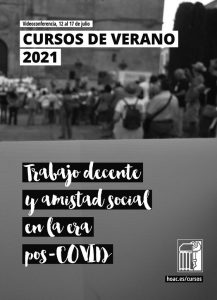 Videoconferencia, 12 al 17 de julio
CURSOS DE VERANO
2021
Trabajo decente
y amistad social
en la era
pos-COVID
hoac.es/cursos